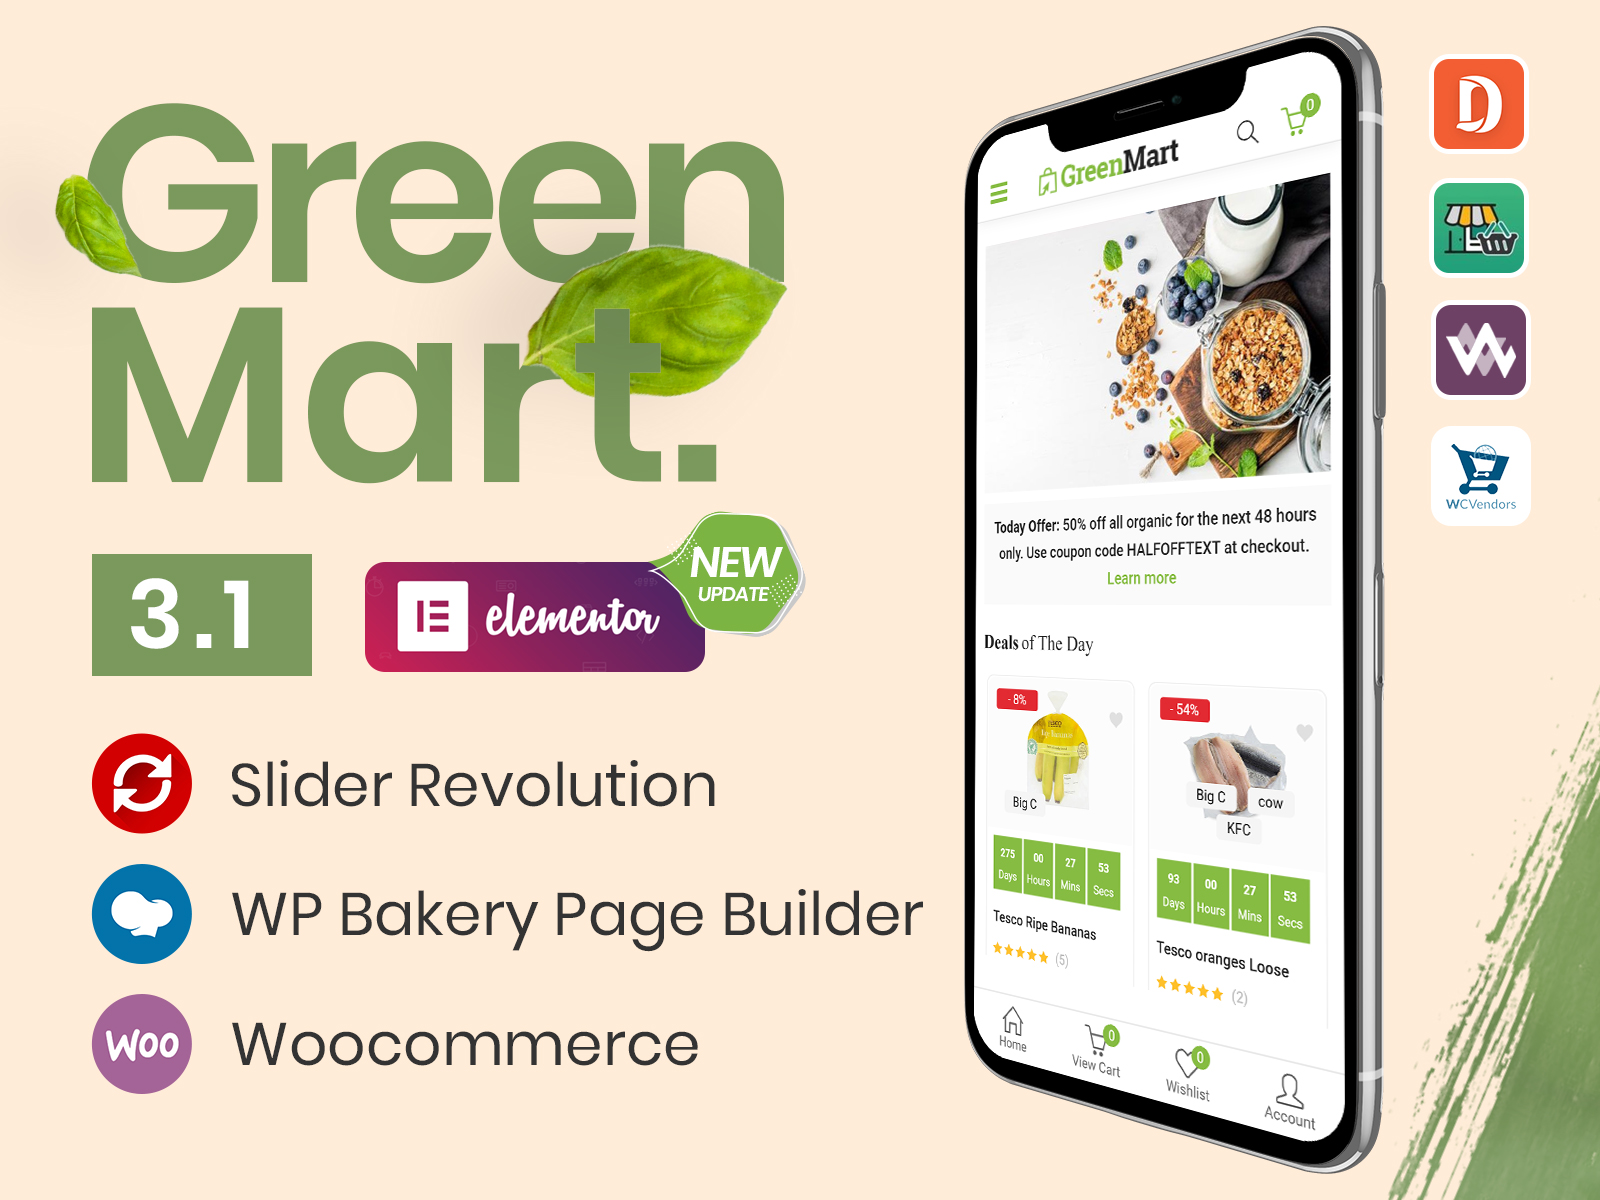 Green
Mart.
3.1
elementor
NEW
UPDATE
Slider Revolution
WP Bakery Page Builder
Woo
Woocommerce
GreenMart
0
Today Offer: 50% off all organic for the next 48 hours
only. Use coupon code HALFOFFTEXT at checkout.
Learn more
Deals of The Day
- 8%
Big C
275 00 27 53
Days Hours Mins Secs
Tesco Ripe Bananas
(5)
- 54%
Big C cow
KFC
93 00 27 53
Days Hours Mins Secs
Tesco oranges Loose
(2)
Home
0
View Cart
0
Wishlist
Account
D
W
WCVendors